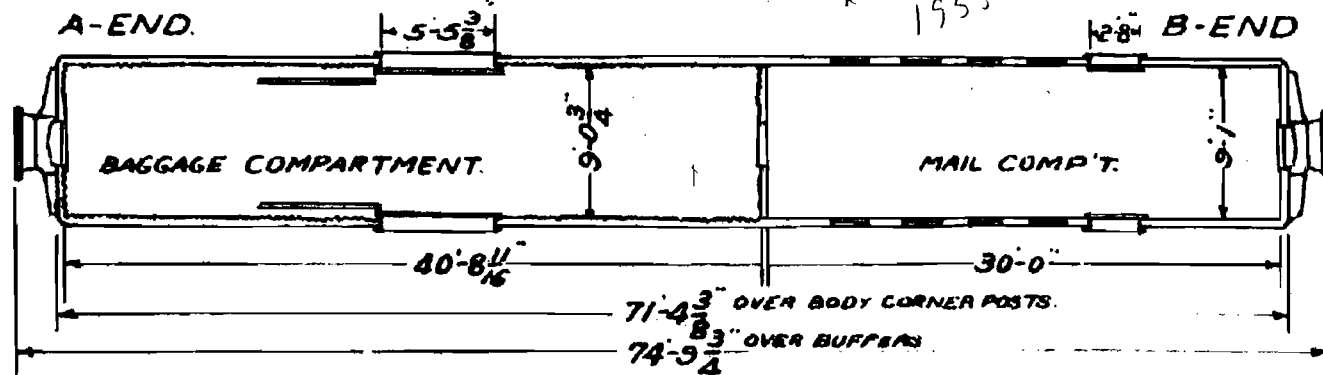 1953
A-END.
5'-5 3/8"
2'-8"
B-END
9'-0 3/4"
9'-1"
BAGGAGE COMPARTMENT.
MAIL COMP'T.
40'-8 11/16"
30'-0"
71'-4 3/8" OVER BODY CORNER POSTS.
74'-9 3/4" OVER BUFFERS